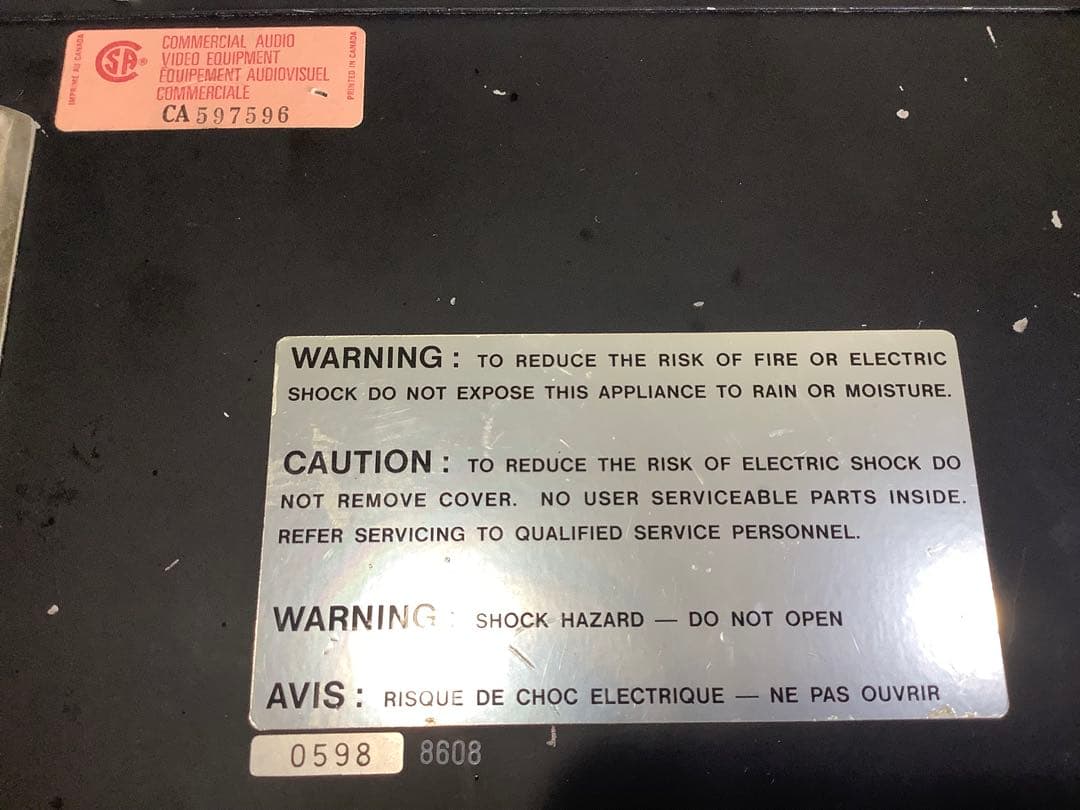 IMPRIMÉ AU CANADA
CSA®
COMMERCIAL AUDIO
VIDEO EQUIPMENT
ÉQUIPEMENT AUDIOVISUEL
COMMERCIALE
CA 597596
PRINTED IN CANADA
WARNING : TO REDUCE THE RISK OF FIRE OR ELECTRIC
SHOCK DO NOT EXPOSE THIS APPLIANCE TO RAIN OR MOISTURE.
CAUTION : TO REDUCE THE RISK OF ELECTRIC SHOCK DO
NOT REMOVE COVER. NO USER SERVICEABLE PARTS INSIDE.
REFER SERVICING TO QUALIFIED SERVICE PERSONNEL.
WARNING : SHOCK HAZARD — DO NOT OPEN
AVIS : RISQUE DE CHOC ELECTRIQUE — NE PAS OUVRIR
0598 8608